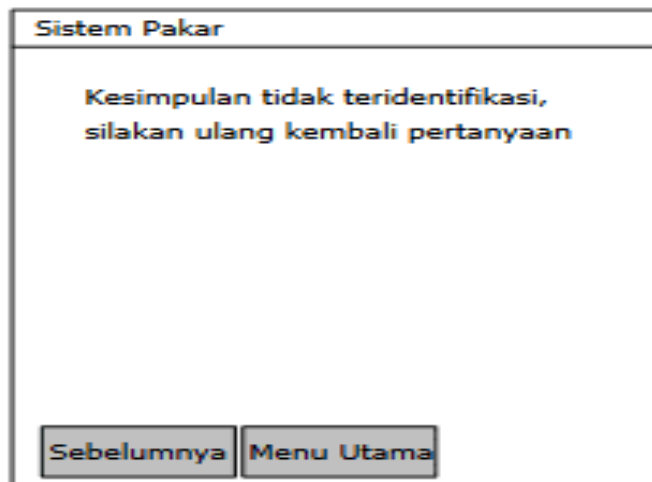 Sistem Pakar
Kesimpulan tidak teridentifikasi,
silakan ulang kembali pertanyaan
Sebelumnya Menu Utama